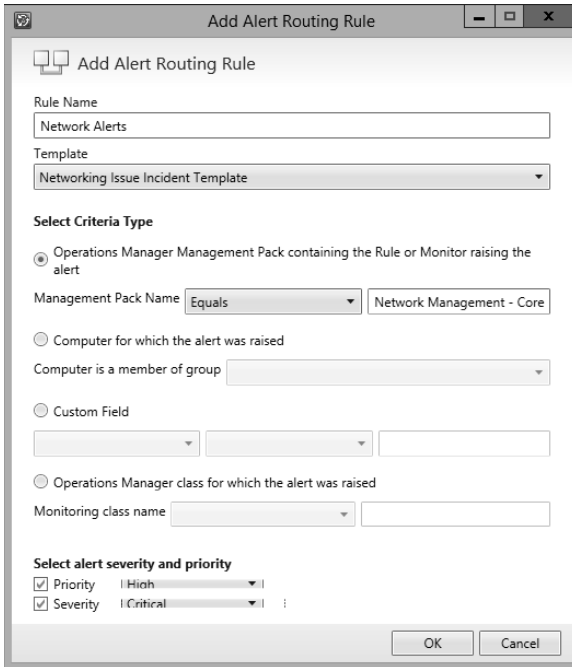 Add Alert Routing Rule
Add Alert Routing Rule
Rule Name
Network Alerts
Template
Networking Issue Incident Template
Select Criteria Type
Operations Manager Management Pack containing the Rule or Monitor raising the
alert
Management Pack Name Equals Network Management - Core
Computer for which the alert was raised
Computer is a member of group
Custom Field
Operations Manager class for which the alert was raised
Monitoring class name
Select alert severity and priority
Priority High
Severity Critical
OK Cancel